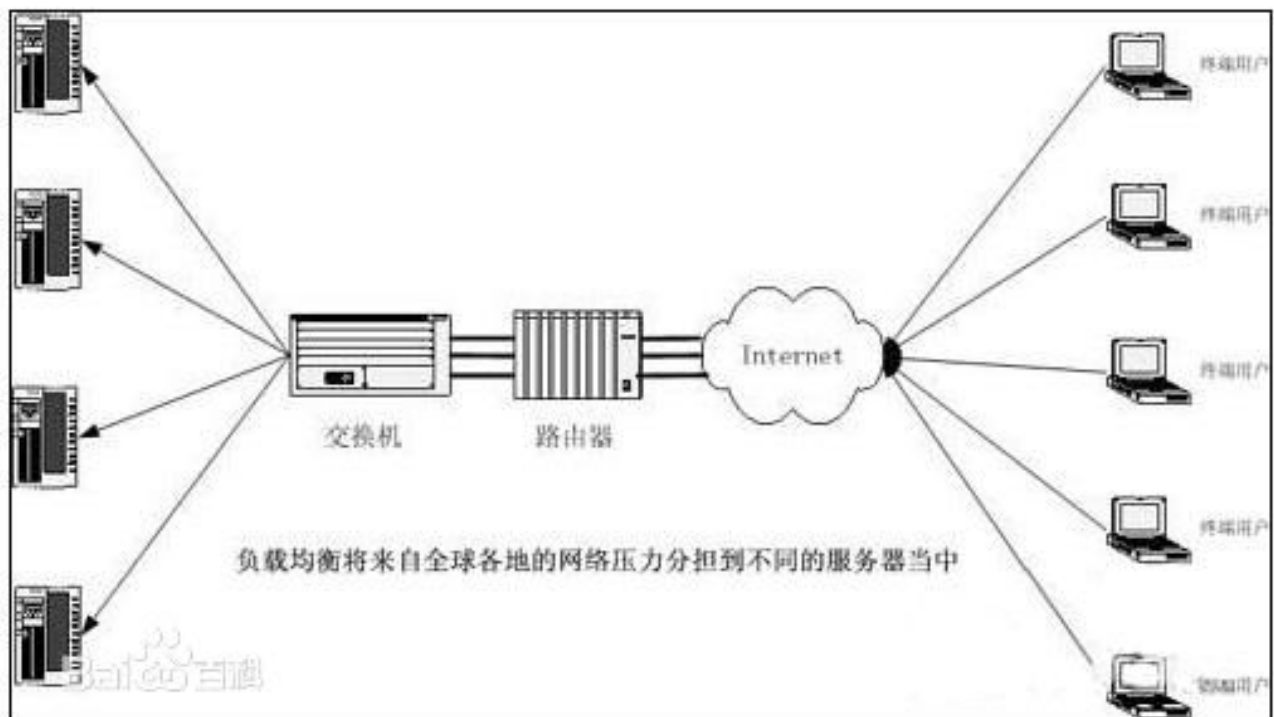 终端用户
终端用户
Internet
终端用户
交换机
路由器
终端用户
负载均衡将来自全球各地的网络压力分担到不同的服务器当中
Baidu百科
用户